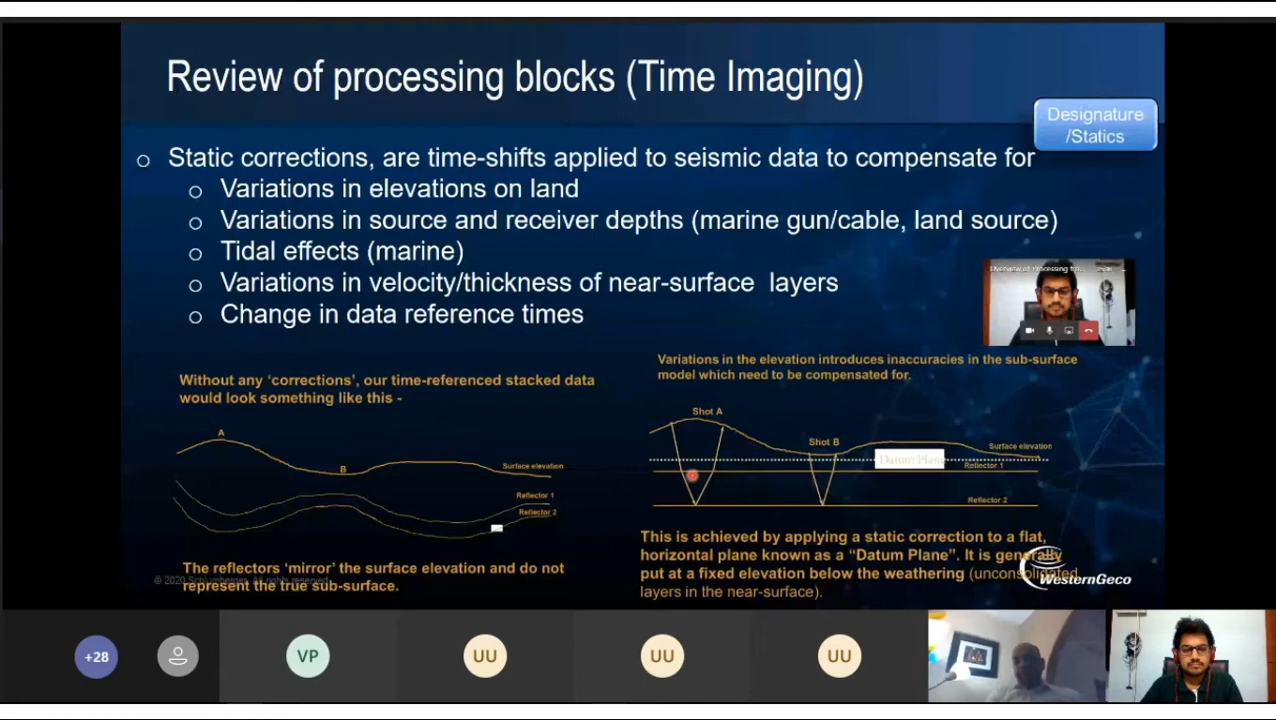 Review of processing blocks (Time Imaging)
Designature
/Statics
Static corrections, are time-shifts applied to seismic data to compensate for
Variations in elevations on land
Variations in source and receiver depths (marine gun/cable, land source)
Tidal effects (marine)
Variations in velocity/thickness of near-surface layers
Change in data reference times
Without any ‘corrections’, our time-referenced stacked data
would look something like this -
A
B
Surface elevation
Reflector 1
Reflector 2
The reflectors ‘mirror’ the surface elevation and do not
represent the true sub-surface.
© 2020 Schlumberger. All rights reserved.
Variations in the elevation introduces inaccuracies in the sub-surface
model which need to be compensated for.
Shot A
Shot B
Surface elevation
Datum Plane
Reflector 1
Reflector 2
This is achieved by applying a static correction to a flat,
horizontal plane known as a “Datum Plane”. It is generally
put at a fixed elevation below the weathering (unconsolidated
layers in the near-surface).
WesternGeco
+28
VP
UU
UU
UU